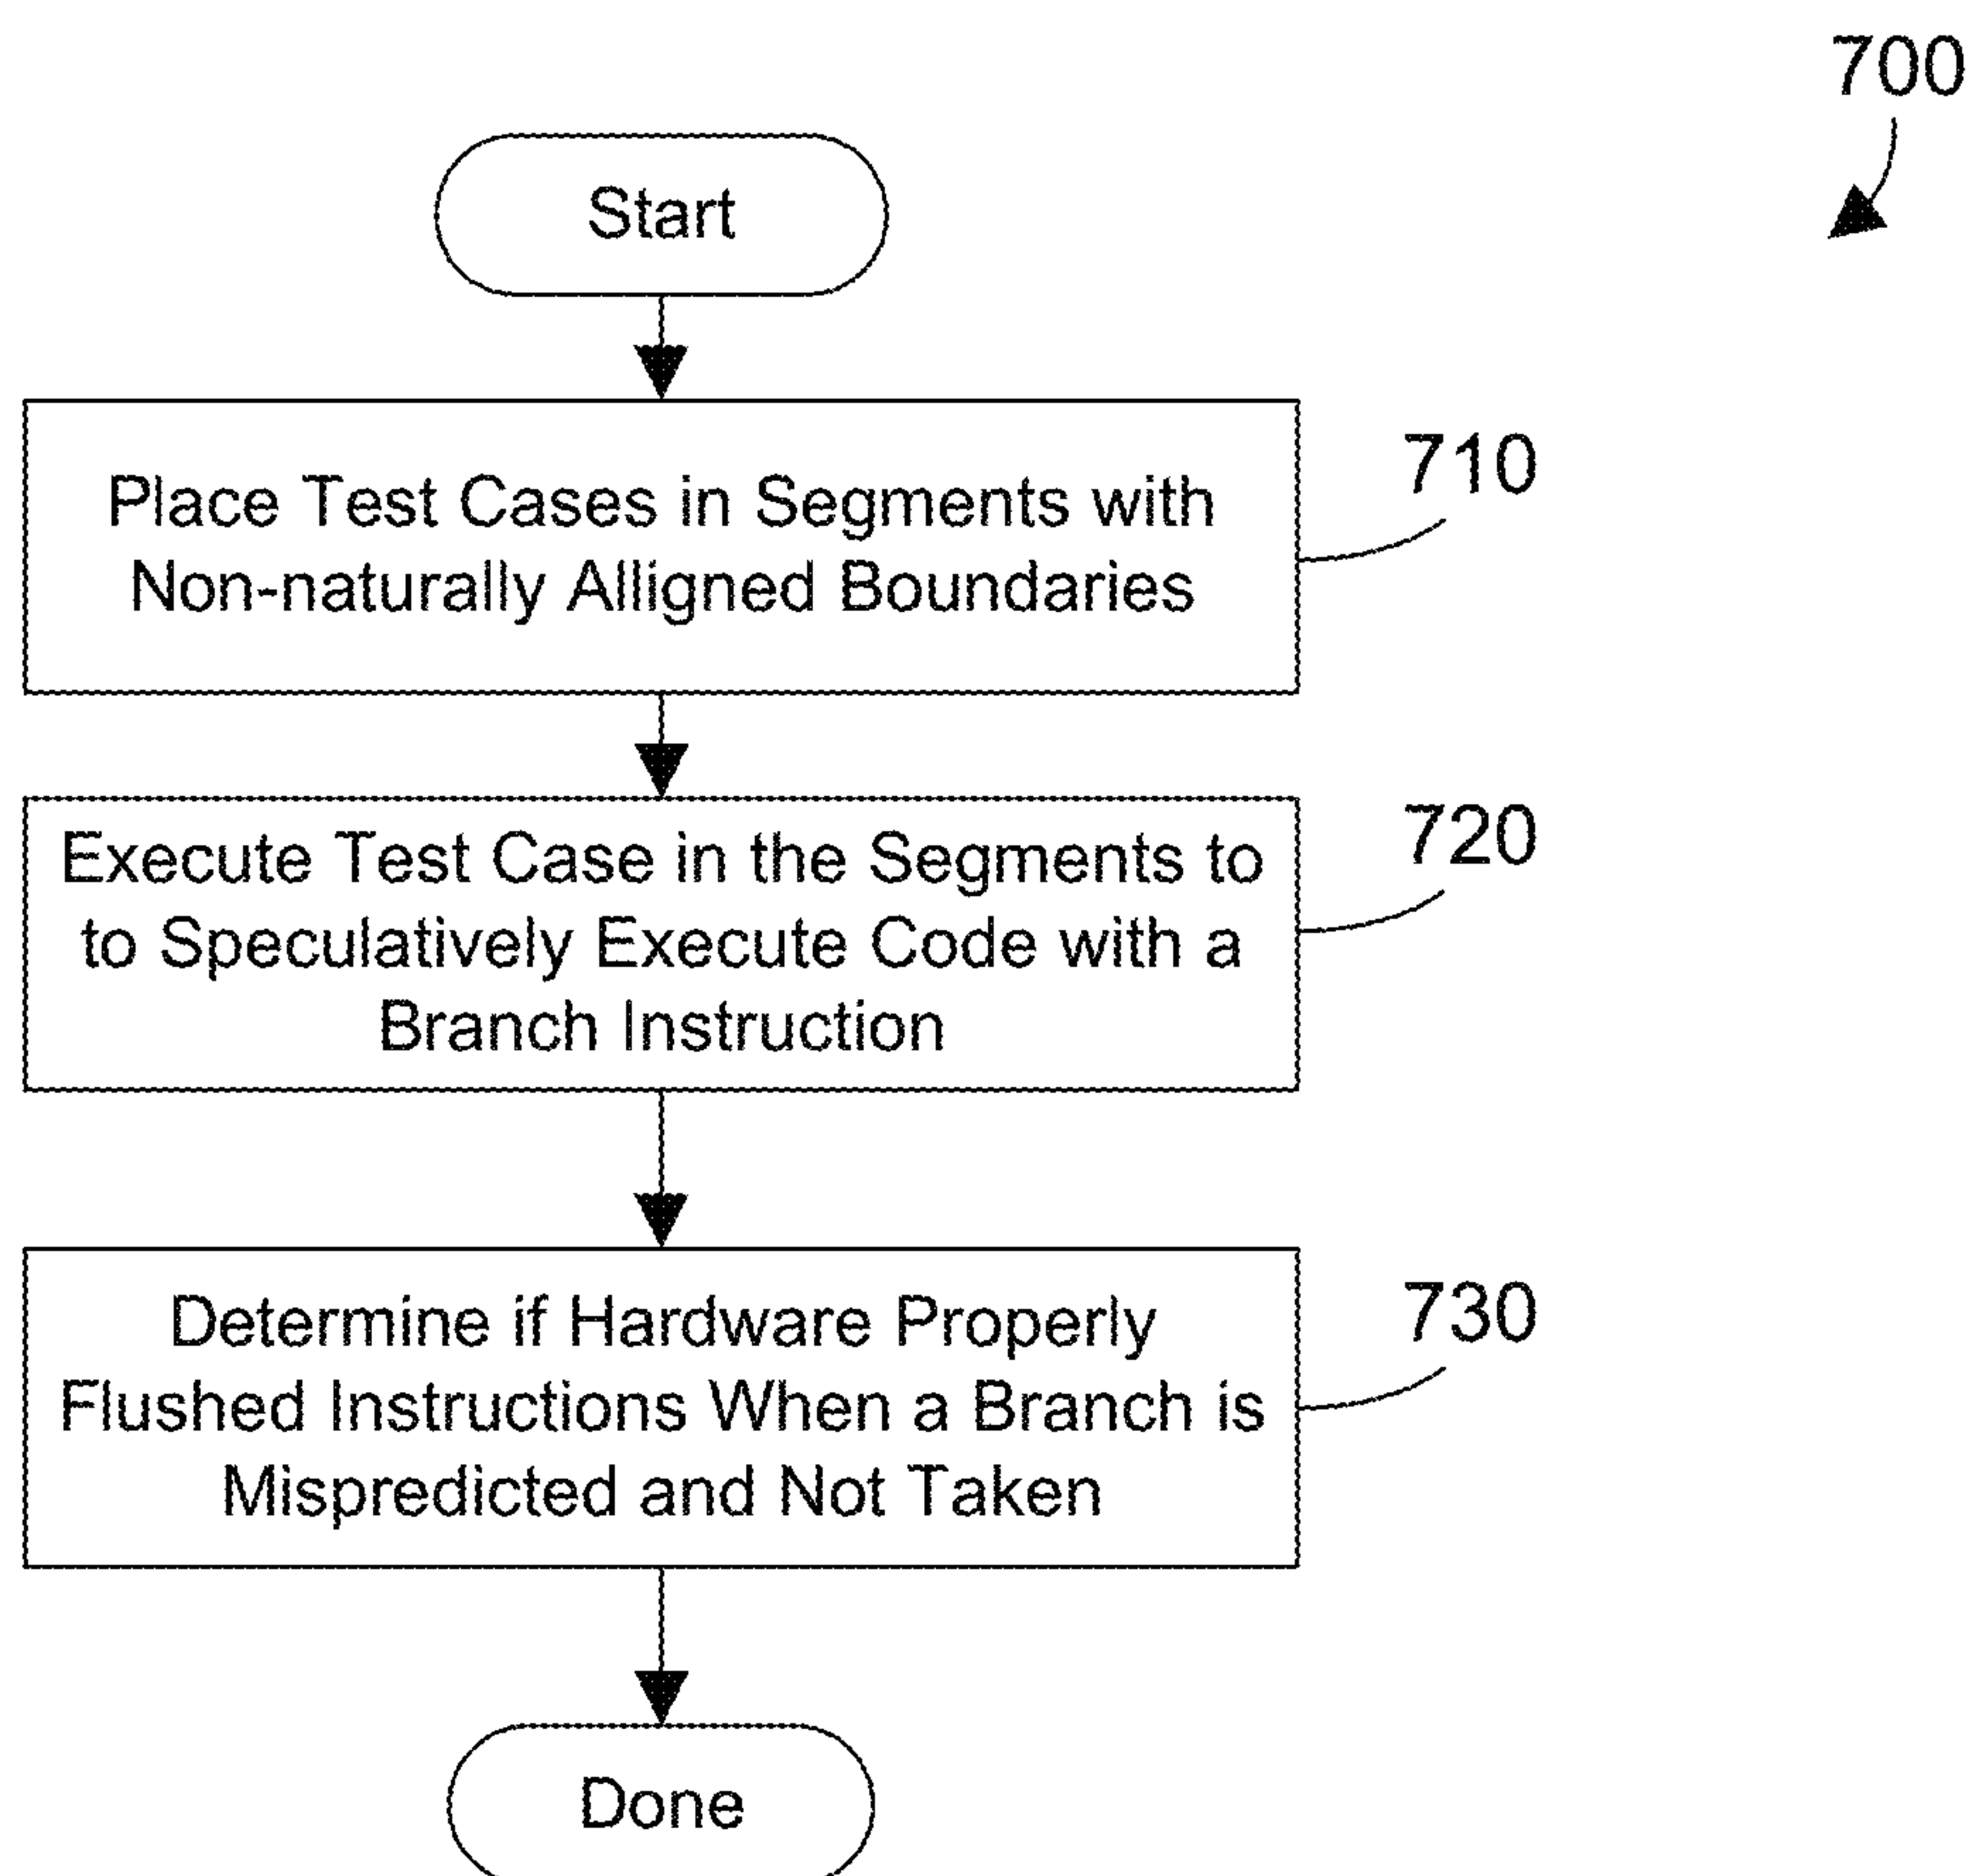 700
Start
Place Test Cases in Segments with
Non-naturally Alligned Boundaries
710
Execute Test Case in the Segments to
to Speculatively Execute Code with a
Branch Instruction
720
Determine if Hardware Properly
Flushed Instructions When a Branch is
Mispredicted and Not Taken
730
Done